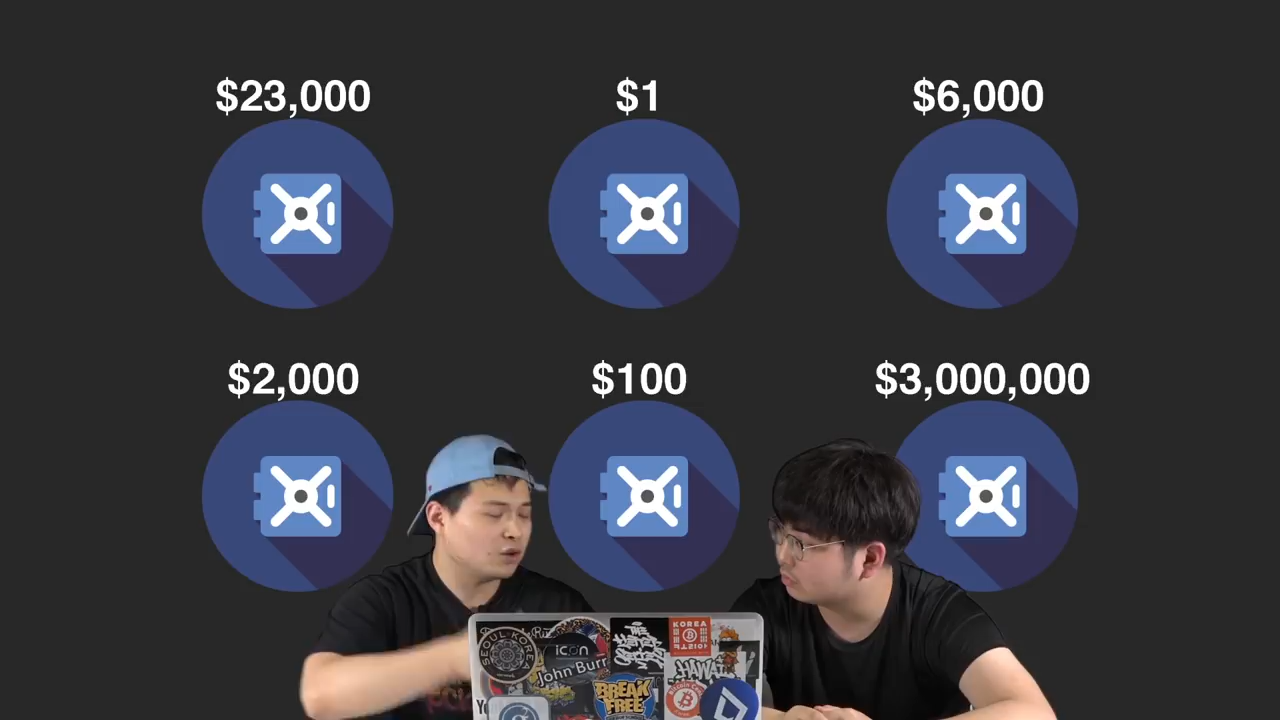 $23,000
$1
$6,000
$2,000
$100
$3,000,000
SEOUL·KOREA
icon
John Burr
THE
KOREA
HAWAII
BREAK
FREE